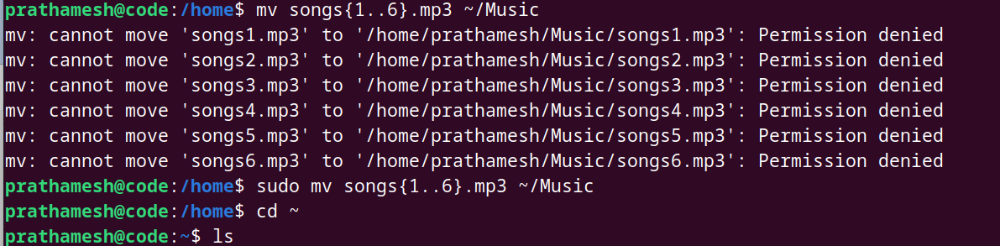 prathamesh@code:/home$ mv songs{1..6}.mp3 ~/Music
mv: cannot move 'songs1.mp3' to '/home/prathamesh/Music/songs1.mp3': Permission denied
mv: cannot move 'songs2.mp3' to '/home/prathamesh/Music/songs2.mp3': Permission denied
mv: cannot move 'songs3.mp3' to '/home/prathamesh/Music/songs3.mp3': Permission denied
mv: cannot move 'songs4.mp3' to '/home/prathamesh/Music/songs4.mp3': Permission denied
mv: cannot move 'songs5.mp3' to '/home/prathamesh/Music/songs5.mp3': Permission denied
mv: cannot move 'songs6.mp3' to '/home/prathamesh/Music/songs6.mp3': Permission denied
prathamesh@code:/home$ sudo mv songs{1..6}.mp3 ~/Music
prathamesh@code:/home$ cd ~
prathamesh@code:~$ ls